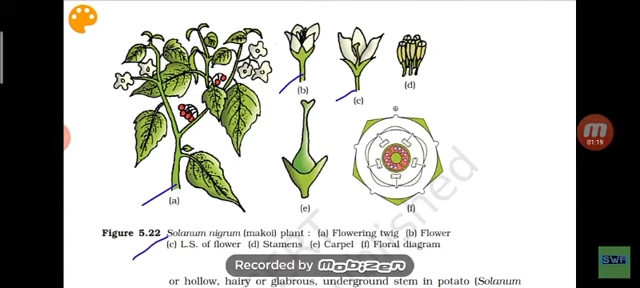 (b)
(c)
(d)
(a)
(e)
(f)
01:19
Figure 5.22 Solanum nigrum (makoi) plant : (a) Flowering twig (b) Flower
(c) L.S. of flower (d) Stamens (e) Carpel (f) Floral diagram
Recorded by Mobizen
or hollow, hairy or glabrous, underground stem in potato (Solanum
SWF